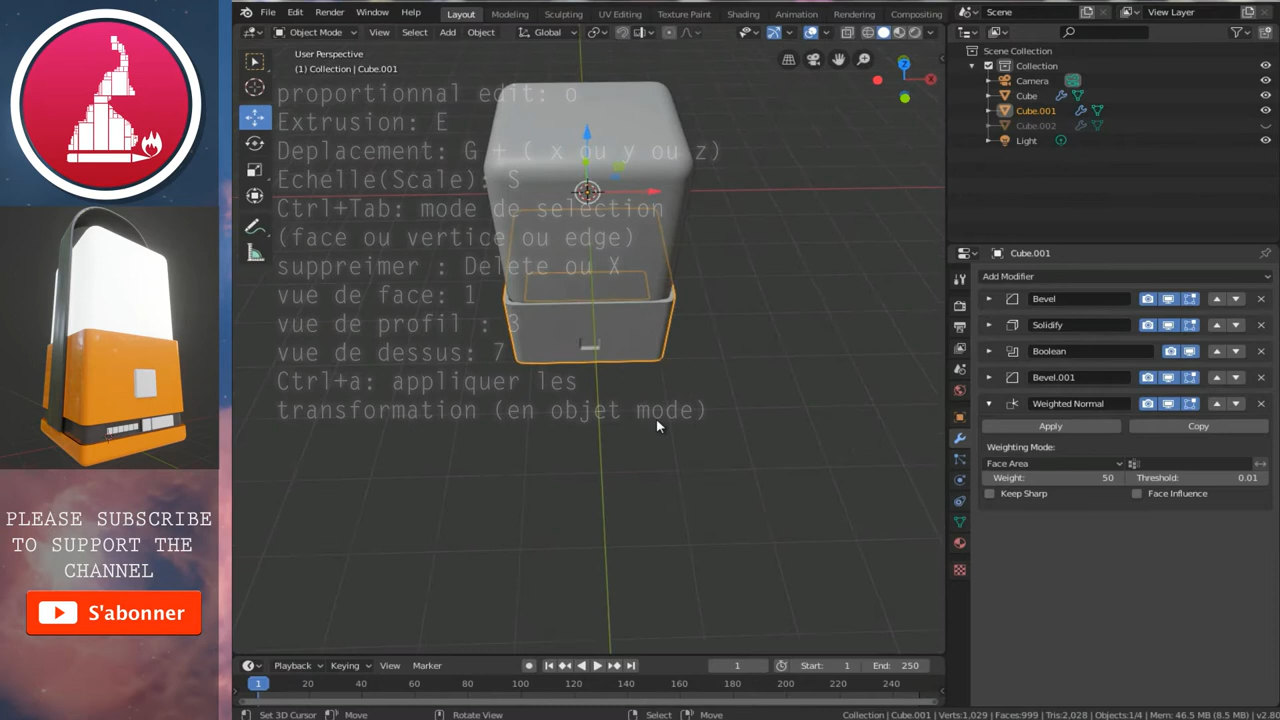 File Edit Render Window Help
Layout Modeling Sculpting UV Editing Texture Paint Shading Animation Rendering Compositing
Scene View Layer
Object Mode View Select Add Object Global
User Perspective
(1) Collection | Cube.001
proportionnal edit: o
Extrusion: E
Deplacement: G + ( x ou y ou z)
Echelle(Scale): S
Ctrl+Tab: mode de selection
(face ou vertice ou edge)
suppreimer : Delete ou X
vue de face: 1
vue de profil : 3
vue de dessus: 7
Ctrl+a: appliquer les
transformation (en objet mode)
Z
X
Scene Collection
Collection
Camera
Cube
Cube.001
Cube.002
Light
Cube.001
Add Modifier
Bevel
Solidify
Boolean
Bevel.001
Weighted Normal
Apply Copy
Weighting Mode:
Face Area
Weight: 50 Threshold: 0.01
Keep Sharp Face Influence
PLEASE SUBSCRIBE
TO SUPPORT THE
CHANNEL
S'abonner
Playback Keying View Marker 1 Start: 1 End: 250
1 20 40 60 80 100 120 140 160 180 200 220 240
Set 3D Cursor Move Rotate View Select Move Collection | Cube.001 | Verts:1,029 | Faces:999 | Tris:2,028 | Objects:1/4 | Mem: 46.5 MB (8.5 MB) | v2.80